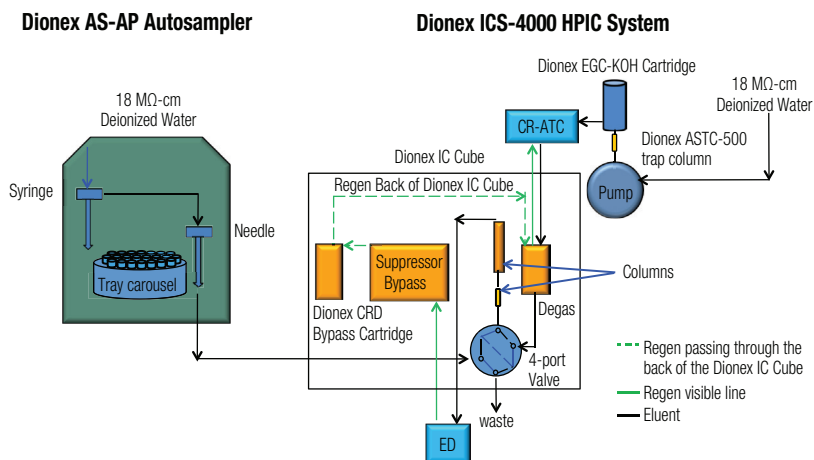 Dionex AS-AP Autosampler
Dionex ICS-4000 HPIC System
18 MΩ-cm
Deionized Water
Syringe
Needle
Tray carousel
Dionex EGC-KOH Cartridge
18 MΩ-cm
Deionized Water
CR-ATC
Dionex ASTC-500
trap column
Pump
Dionex IC Cube
Regen Back of Dionex IC Cube
Suppressor
Bypass
Columns
Degas
Dionex CRD
Bypass Cartridge
4-port
Valve
waste
ED
Regen passing through the
back of the Dionex IC Cube
Regen visible line
Eluent